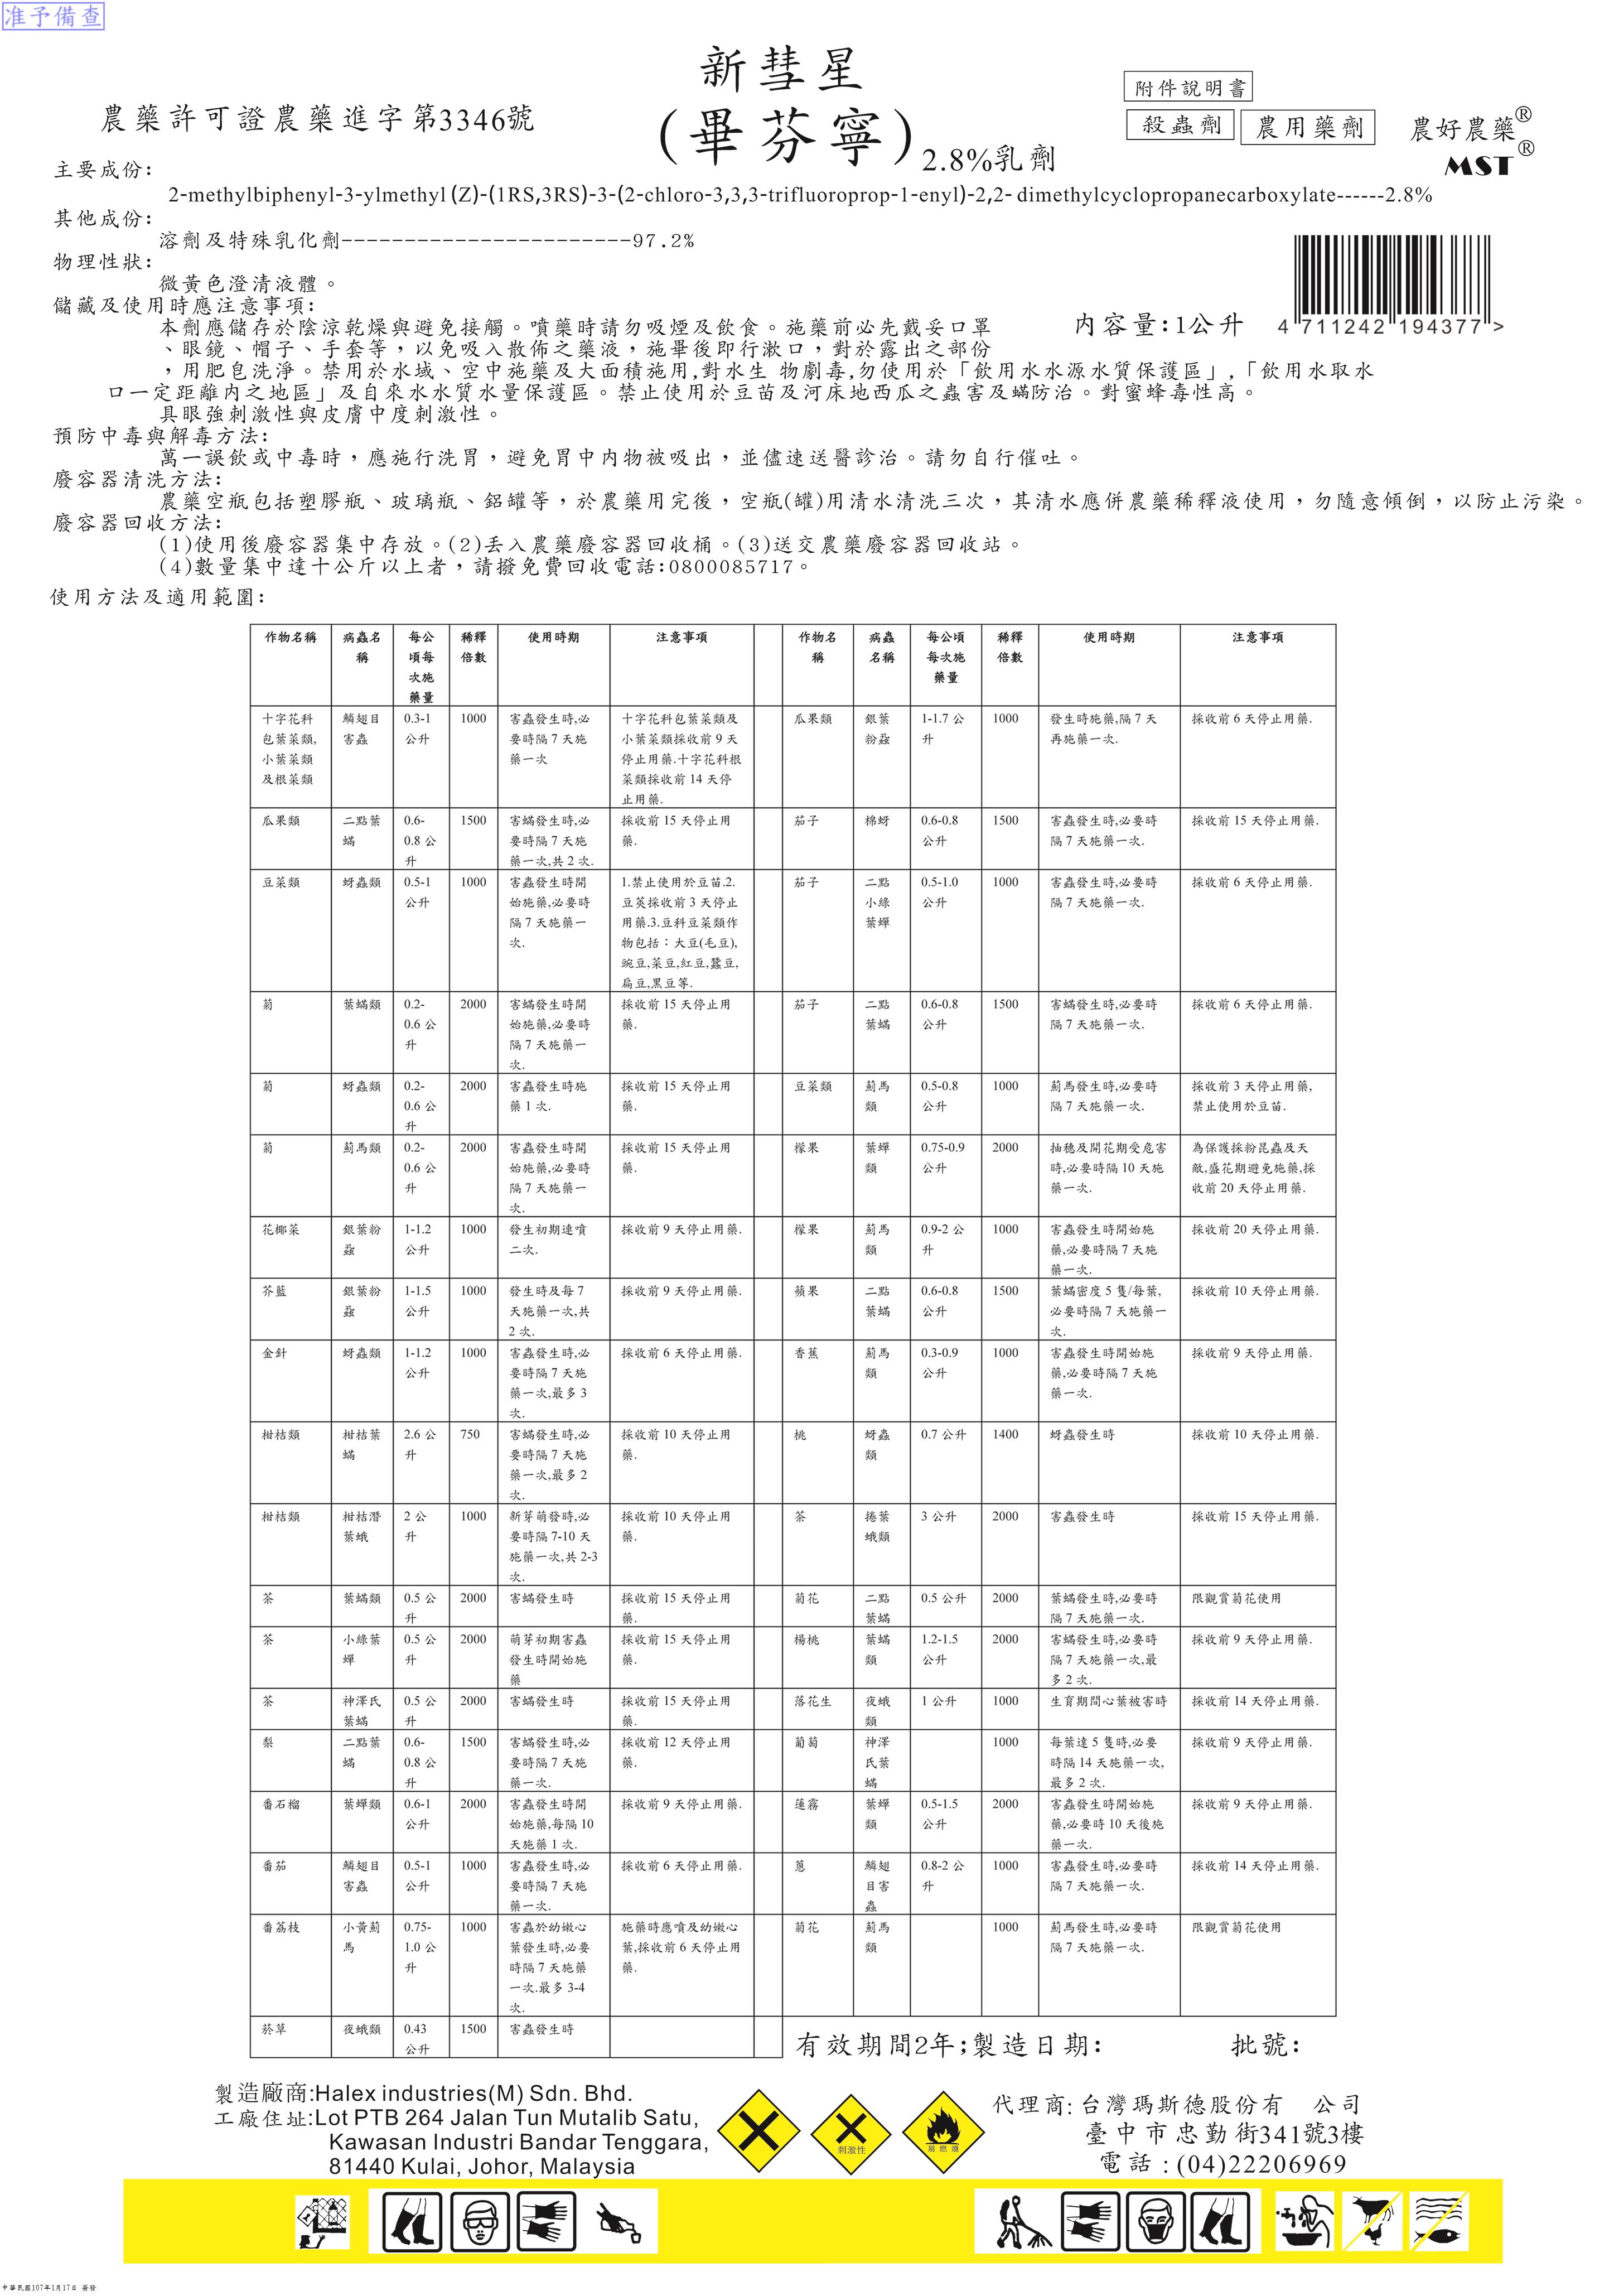 准予備查
新彗星
附件說明書
農藥許可證農藥進字第3346號
(畢芬寧)2.8%乳劑
殺蟲劑
農用藥劑
農好農藥®
MST®
主要成份:
2-methylbiphenyl-3-ylmethyl (Z)-(1RS,3RS)-3-(2-chloro-3,3,3-trifluoroprop-1-enyl)-2,2- dimethylcyclopropanecarboxylate------2.8%
其他成份:
溶劑及特殊乳化劑-----------------------97.2%
物理性狀:
微黃色澄清液體。
儲藏及使用時應注意事項:
本劑應儲存於陰涼乾燥與避免接觸。噴藥時請勿吸煙及飲食。施藥前必先戴妥口罩
、眼鏡、帽子、手套等，以免吸入散佈之藥液，施畢後即行漱口，對於露出之部份
，用肥皂洗淨。禁用於水域、空中施藥及大面積施用,對水生 物劇毒,勿使用於「飲用水水源水質保護區」,「飲用水取水
口一定距離內之地區」及自來水水質水量保護區。禁止使用於豆苗及河床地西瓜之蟲害及蟎防治。對蜜蜂毒性高。
具眼強刺激性與皮膚中度刺激性。
內容量:1公升
4 711242 194377 >
預防中毒與解毒方法:
萬一誤飲或中毒時，應施行洗胃，避免胃中內物被吸出，並儘速送醫診治。請勿自行催吐。
廢容器清洗方法:
農藥空瓶包括塑膠瓶、玻璃瓶、鋁罐等，於農藥用完後，空瓶(罐)用清水清洗三次，其清水應併農藥稀釋液使用，勿隨意傾倒，以防止污染。
廢容器回收方法:
(1)使用後廢容器集中存放。(2)丟入農藥廢容器回收桶。(3)送交農藥廢容器回收站。
(4)數量集中達十公斤以上者，請撥免費回收電話:0800085717。
使用方法及適用範圍:
作物名稱 病蟲名稱 每公頃每次施藥量 稀釋倍數 使用時期 注意事項 作物名稱 病蟲名稱 每公頃每次施藥量 稀釋倍數 使用時期 注意事項
十字花科包葉菜類,小葉菜類及根菜類 鱗翅目害蟲 0.3-1公升 1000 害蟲發生時,必要時隔7天施藥一次 十字花科包葉菜類及小葉菜類採收前9天停止用藥.十字花科根菜類採收前14天停止用藥. 瓜果類 銀葉粉蝨 1-1.7公升 1000 發生時施藥,隔7天再施藥一次. 採收前6天停止用藥.
瓜果類 二點葉蟎 0.6-0.8公升 1500 害蟎發生時,必要時隔7天施藥一次,共2次. 採收前15天停止用藥. 茄子 棉蚜 0.6-0.8公升 1500 害蟲發生時,必要時隔7天施藥一次. 採收前15天停止用藥.
豆菜類 蚜蟲類 0.5-1公升 1000 害蟲發生時開始施藥,必要時隔7天施藥一次. 1.禁止使用於豆苗.2.豆莢採收前3天停止用藥.3.豆科豆菜類作物包括：大豆(毛豆),豌豆,菜豆,紅豆,蠶豆,扁豆,黑豆等. 茄子 二點小綠葉蟬 0.5-1.0公升 1000 害蟲發生時,必要時隔7天施藥一次. 採收前6天停止用藥.
菊 葉蟎類 0.2-0.6公升 2000 害蟎發生時開始施藥,必要時隔7天施藥一次. 採收前15天停止用藥. 茄子 二點葉蟎 0.6-0.8公升 1500 害蟎發生時,必要時隔7天施藥一次. 採收前6天停止用藥.
菊 蚜蟲類 0.2-0.6公升 2000 害蟲發生時施藥1次. 採收前15天停止用藥. 豆菜類 薊馬類 0.5-0.8公升 1000 薊馬發生時,必要時隔7天施藥一次. 採收前3天停止用藥,禁止使用於豆苗.
菊 薊馬類 0.2-0.6公升 2000 害蟲發生時開始施藥,必要時隔7天施藥一次. 採收前15天停止用藥. 檬果 葉蟬類 0.75-0.9公升 2000 抽穗及開花期受危害時,必要時隔10天施藥一次. 為保護採粉昆蟲及天敵,盛花期避免施藥,採收前20天停止用藥.
花椰菜 銀葉粉蝨 1-1.2公升 1000 發生初期連噴二次. 採收前9天停止用藥. 檬果 薊馬類 0.9-2公升 1000 害蟲發生時開始施藥,必要時隔7天施藥一次. 採收前20天停止用藥.
芥藍 銀葉粉蝨 1-1.5公升 1000 發生時及每7天施藥一次,共2次. 採收前9天停止用藥. 蘋果 二點葉蟎 0.6-0.8公升 1500 葉蟎密度5隻/每葉,必要時隔7天施藥一次. 採收前10天停止用藥.
金針 蚜蟲類 1-1.2公升 1000 害蟲發生時,必要時隔7天施藥一次,最多3次. 採收前6天停止用藥. 香蕉 薊馬類 0.3-0.9公升 1000 害蟲發生時開始施藥,必要時隔7天施藥一次. 採收前9天停止用藥.
柑桔類 柑桔葉蟎 2.6公升 750 害蟎發生時,必要時隔7天施藥一次,最多2次. 採收前10天停止用藥. 桃 蚜蟲類 0.7公升 1400 蚜蟲發生時 採收前10天停止用藥.
柑桔類 柑桔潛葉蛾 2公升 1000 新芽萌發時,必要時隔7-10天施藥一次,共2-3次. 採收前10天停止用藥. 茶 捲葉蛾類 3公升 2000 害蟲發生時 採收前15天停止用藥.
茶 葉蟎類 0.5公升 2000 害蟎發生時 採收前15天停止用藥. 菊花 二點葉蟎 0.5公升 2000 葉蟎發生時,必要時隔7天施藥一次. 限觀賞菊花使用
茶 小綠葉蟬 0.5公升 2000 萌芽初期害蟲發生時開始施藥 採收前15天停止用藥. 楊桃 葉蟎類 1.2-1.5公升 2000 害蟎發生時,必要時隔7天施藥一次,最多2次. 採收前9天停止用藥.
茶 神澤氏葉蟎 0.5公升 2000 害蟎發生時 採收前15天停止用藥. 落花生 夜蛾類 1公升 1000 生育期間心葉被害時 採收前14天停止用藥.
梨 二點葉蟎 0.6-0.8公升 1500 害蟎發生時,必要時隔7天施藥一次. 採收前12天停止用藥. 葡萄 神澤氏葉蟎 1000 每葉達5隻時,必要時隔14天施藥一次,最多2次. 採收前9天停止用藥.
番石榴 葉蟬類 0.6-1公升 2000 害蟲發生時開始施藥,每隔10天施藥1次. 採收前9天停止用藥. 蓮霧 葉蟬類 0.5-1.5公升 2000 害蟲發生時開始施藥,必要時10天後施藥一次. 採收前9天停止用藥.
番茄 鱗翅目害蟲 0.5-1公升 1000 害蟲發生時,必要時隔7天施藥一次. 採收前6天停止用藥. 蔥 鱗翅目害蟲 0.8-2公升 1000 害蟲發生時,必要時隔7天施藥一次. 採收前14天停止用藥.
番荔枝 小黃薊馬 0.75-1.0公升 1000 害蟲於幼嫩心葉發生時,必要時隔7天施藥一次.最多3-4次. 施藥時應噴及幼嫩心葉,採收前6天停止用藥. 菊花 薊馬類 1000 薊馬發生時,必要時隔7天施藥一次. 限觀賞菊花使用
菸草 夜蛾類 0.43公升 1500 害蟲發生時
有效期間2年;製造日期: 批號:
製造廠商:Halex industries(M) Sdn. Bhd.
工廠住址:Lot PTB 264 Jalan Tun Mutalib Satu,
Kawasan Industri Bandar Tenggara,
81440 Kulai, Johor, Malaysia
刺激性
易燃燒
代理商:台灣瑪斯德股份有 公司
臺中市忠勤街341號3樓
電話:(04)22206969
中華民國107年1月17日 簽發